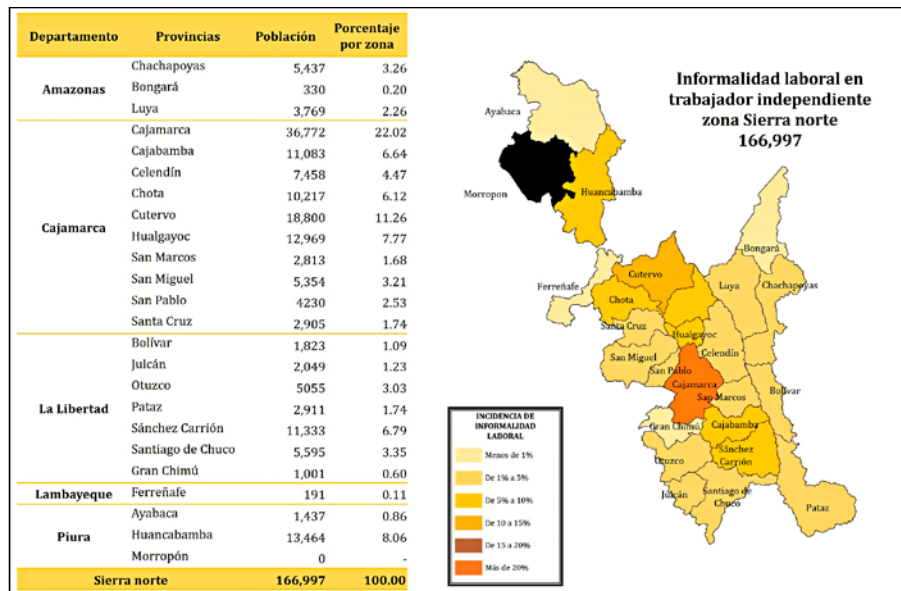 Departamento Provincias Población Porcentaje por zona
Amazonas
Chachapoyas 5,437 3.26
Bongará 330 0.20
Luya 3,769 2.26
Cajamarca
Cajamarca 36,772 22.02
Cajabamba 11,083 6.64
Celendín 7,458 4.47
Chota 10,217 6.12
Cutervo 18,800 11.26
Hualgayoc 12,969 7.77
San Marcos 2,813 1.68
San Miguel 5,354 3.21
San Pablo 4230 2.53
Santa Cruz 2,905 1.74
La Libertad
Bolívar 1,823 1.09
Julcán 2,049 1.23
Otuzco 5055 3.03
Pataz 2,911 1.74
Sánchez Carrión 11,333 6.79
Santiago de Chuco 5,595 3.35
Gran Chimú 1,001 0.60
Lambayeque
Ferreñafe 191 0.11
Piura
Ayabaca 1,437 0.86
Huancabamba 13,464 8.06
Morropón 0 -
Sierra norte 166,997 100.00
Informalidad laboral en
trabajador independiente
zona Sierra norte
166,997
Ayabaca
Morropon
Huancabamba
Bongará
Ferreñafe
Cutervo
Luya
Chachapoyas
Chota
Santa Cruz
Hualgayoc
San Miguel
Celendín
San Pablo
Cajamarca
San Marcos
Bolívar
Gran Chimú
Cajabamba
Otuzco
Sánchez
Carrión
Julcán
Santiago de
Chuco
Pataz
INCIDENCIA DE
INFORMALIDAD
LABORAL
Menos de 1%
De 1% a 5%
De 5% a 10%
De 10 a 15%
De 15 a 20%
Más de 20%